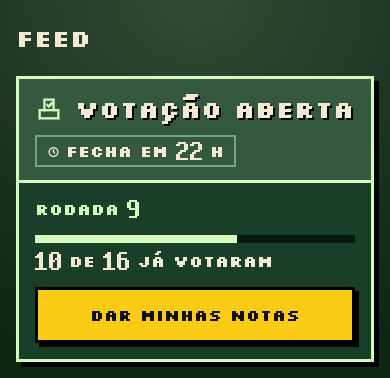 FEED
VOTAÇÃO ABERTA
FECHA EM 22 H
RODADA 9
10 DE 16 JÁ VOTARAM
DAR MINHAS NOTAS